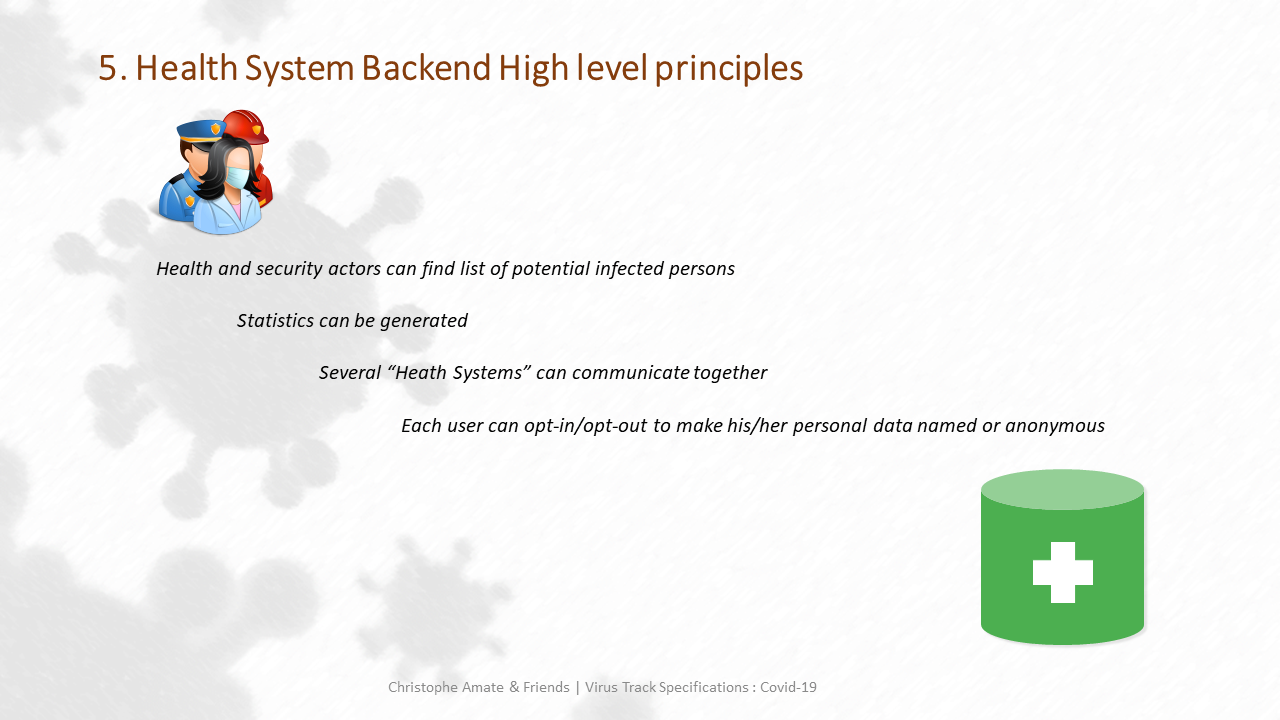 5. Health System Backend High level principles
Health and security actors can find list of potential infected persons
Statistics can be generated
Several “Heath Systems” can communicate together
Each user can opt-in/opt-out to make his/her personal data named or anonymous
Christophe Amate & Friends | Virus Track Specifications : Covid-19